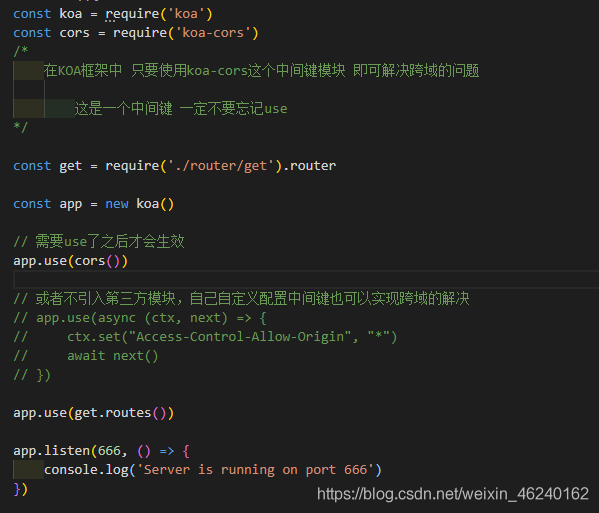 const koa = require('koa')
const cors = require('koa-cors')
/*
在KOA框架中 只要使用koa-cors这个中间键模块 即可解决跨域的问题
这是一个中间键 一定不要忘记use
*/
const get = require('./router/get').router
const app = new koa()
// 需要use了之后才会生效
app.use(cors())
// 或者不引入第三方模块，自己自定义配置中间键也可以实现跨域的解决
// app.use(async (ctx, next) => {
//     ctx.set("Access-Control-Allow-Origin", "*")
//     await next()
// })
app.use(get.routes())
app.listen(666, () => {
    console.log('Server is running on port 666')
})
https://blog.csdn.net/weixin_46240162